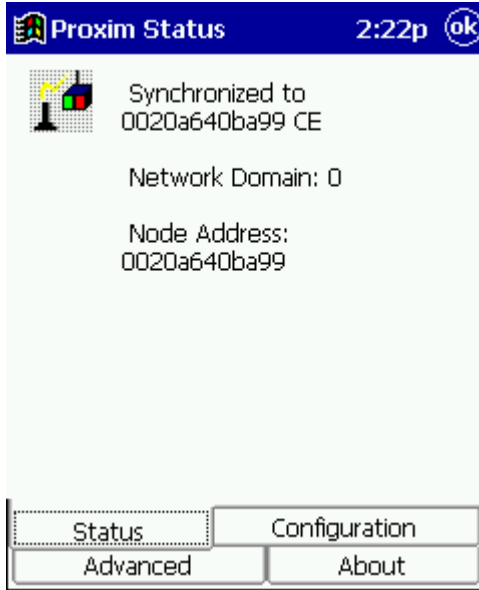 Proxim Status 2:22p ok
Synchronized to
0020a640ba99 CE
Network Domain: 0
Node Address:
0020a640ba99
Status Configuration
Advanced About